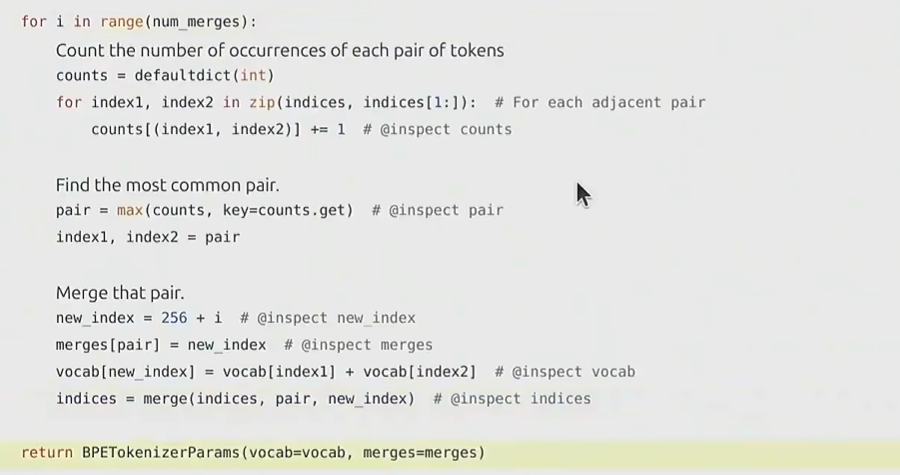 for i in range(num_merges):
Count the number of occurrences of each pair of tokens
counts = defaultdict(int)
for index1, index2 in zip(indices, indices[1:]):  # For each adjacent pair
counts[(index1, index2)] += 1  # @inspect counts
Find the most common pair.
pair = max(counts, key=counts.get)  # @inspect pair
index1, index2 = pair
Merge that pair.
new_index = 256 + i  # @inspect new_index
merges[pair] = new_index  # @inspect merges
vocab[new_index] = vocab[index1] + vocab[index2]  # @inspect vocab
indices = merge(indices, pair, new_index)  # @inspect indices
return BPETokenizerParams(vocab=vocab, merges=merges)